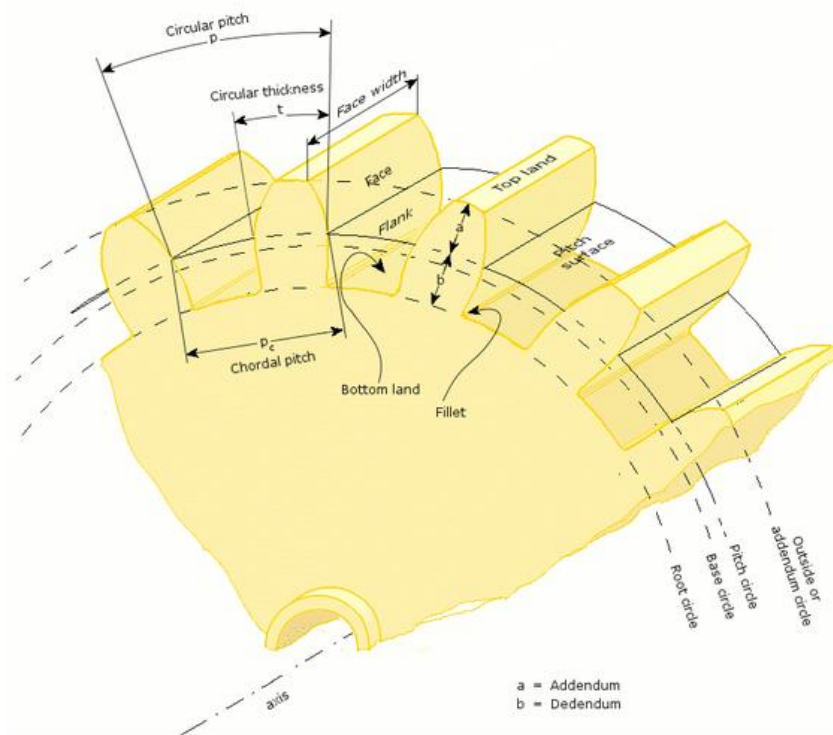 Circular pitch
p
Circular thickness
t
Face width
Face
Flank
Top land
a
Pitch
surface
b
Pc
Chordal pitch
Bottom land
Fillet
Outside or
addendum circle
Pitch circle
Base circle
Root circle
axis
a = Addendum
b = Dedendum